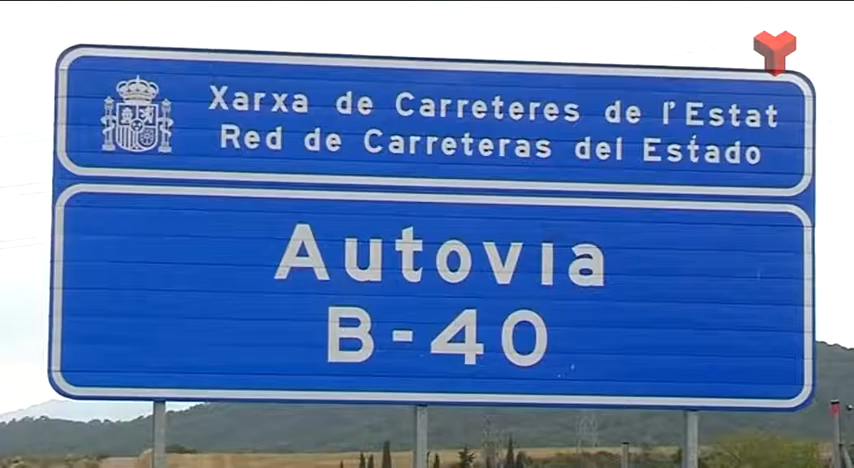 Xarxa de Carreteres de l'Estat
Red de Carreteras del Estado
Autovia
B-40